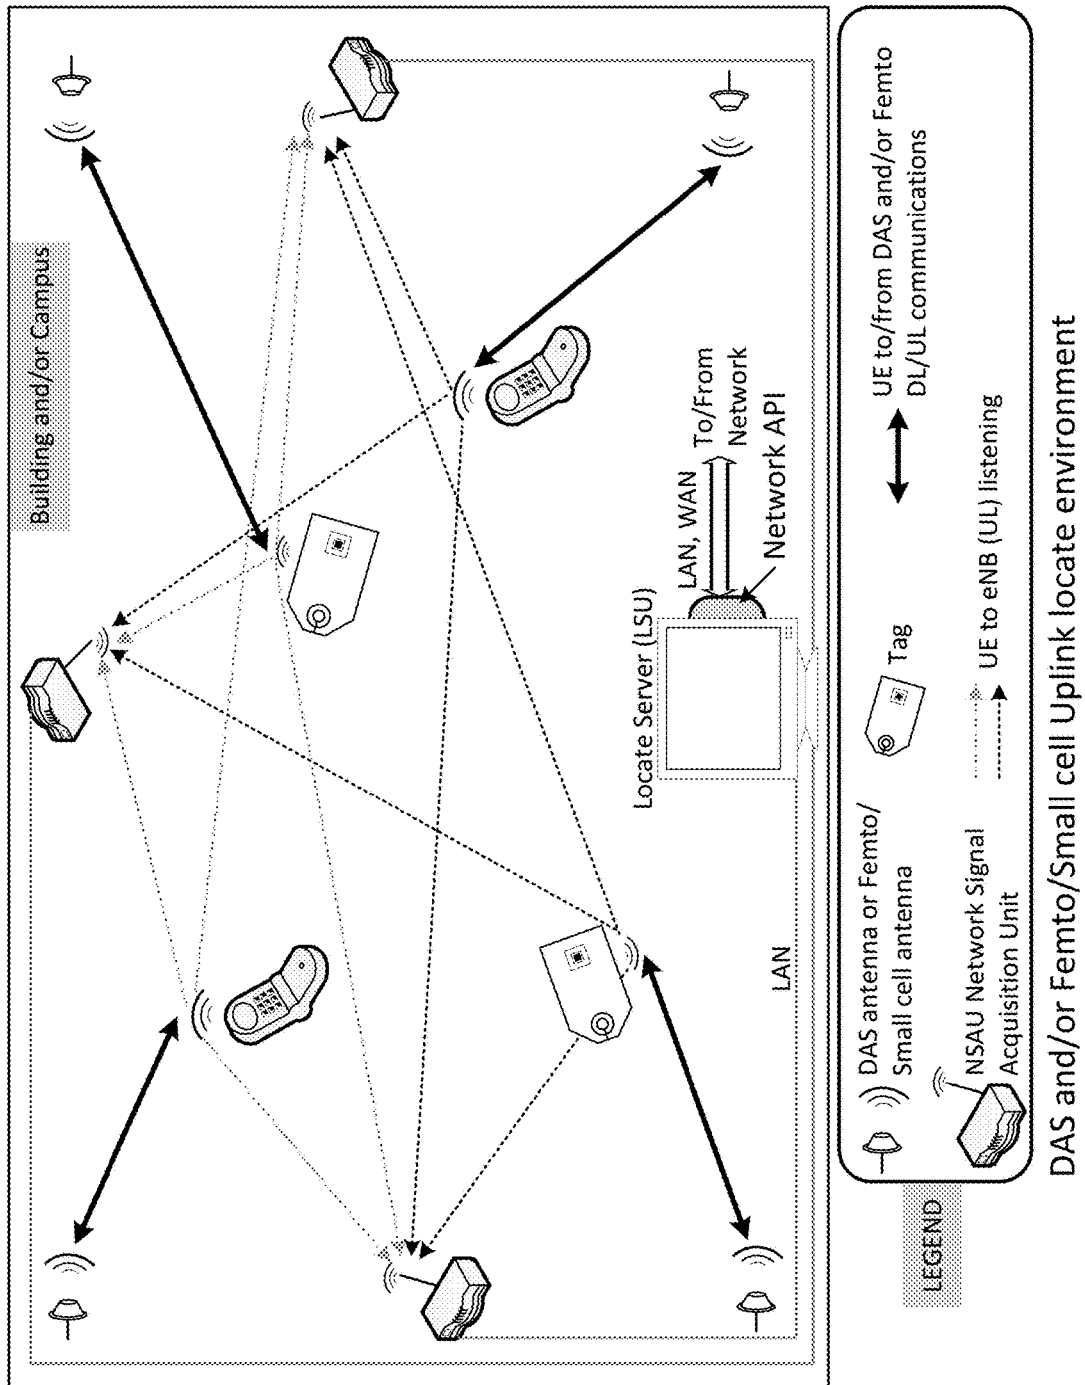 Building and/or Campus
Locate Server (LSU)
LAN, WAN
To/From
Network
Network API
LAN
LEGEND
DAS antenna or Femto/
Small cell antenna
Tag
UE to/from DAS and/or Femto
DL/UL communications
NSAU Network Signal
Acquisition Unit
UE to eNB (UL) listening
DAS and/or Femto/Small cell Uplink locate environment